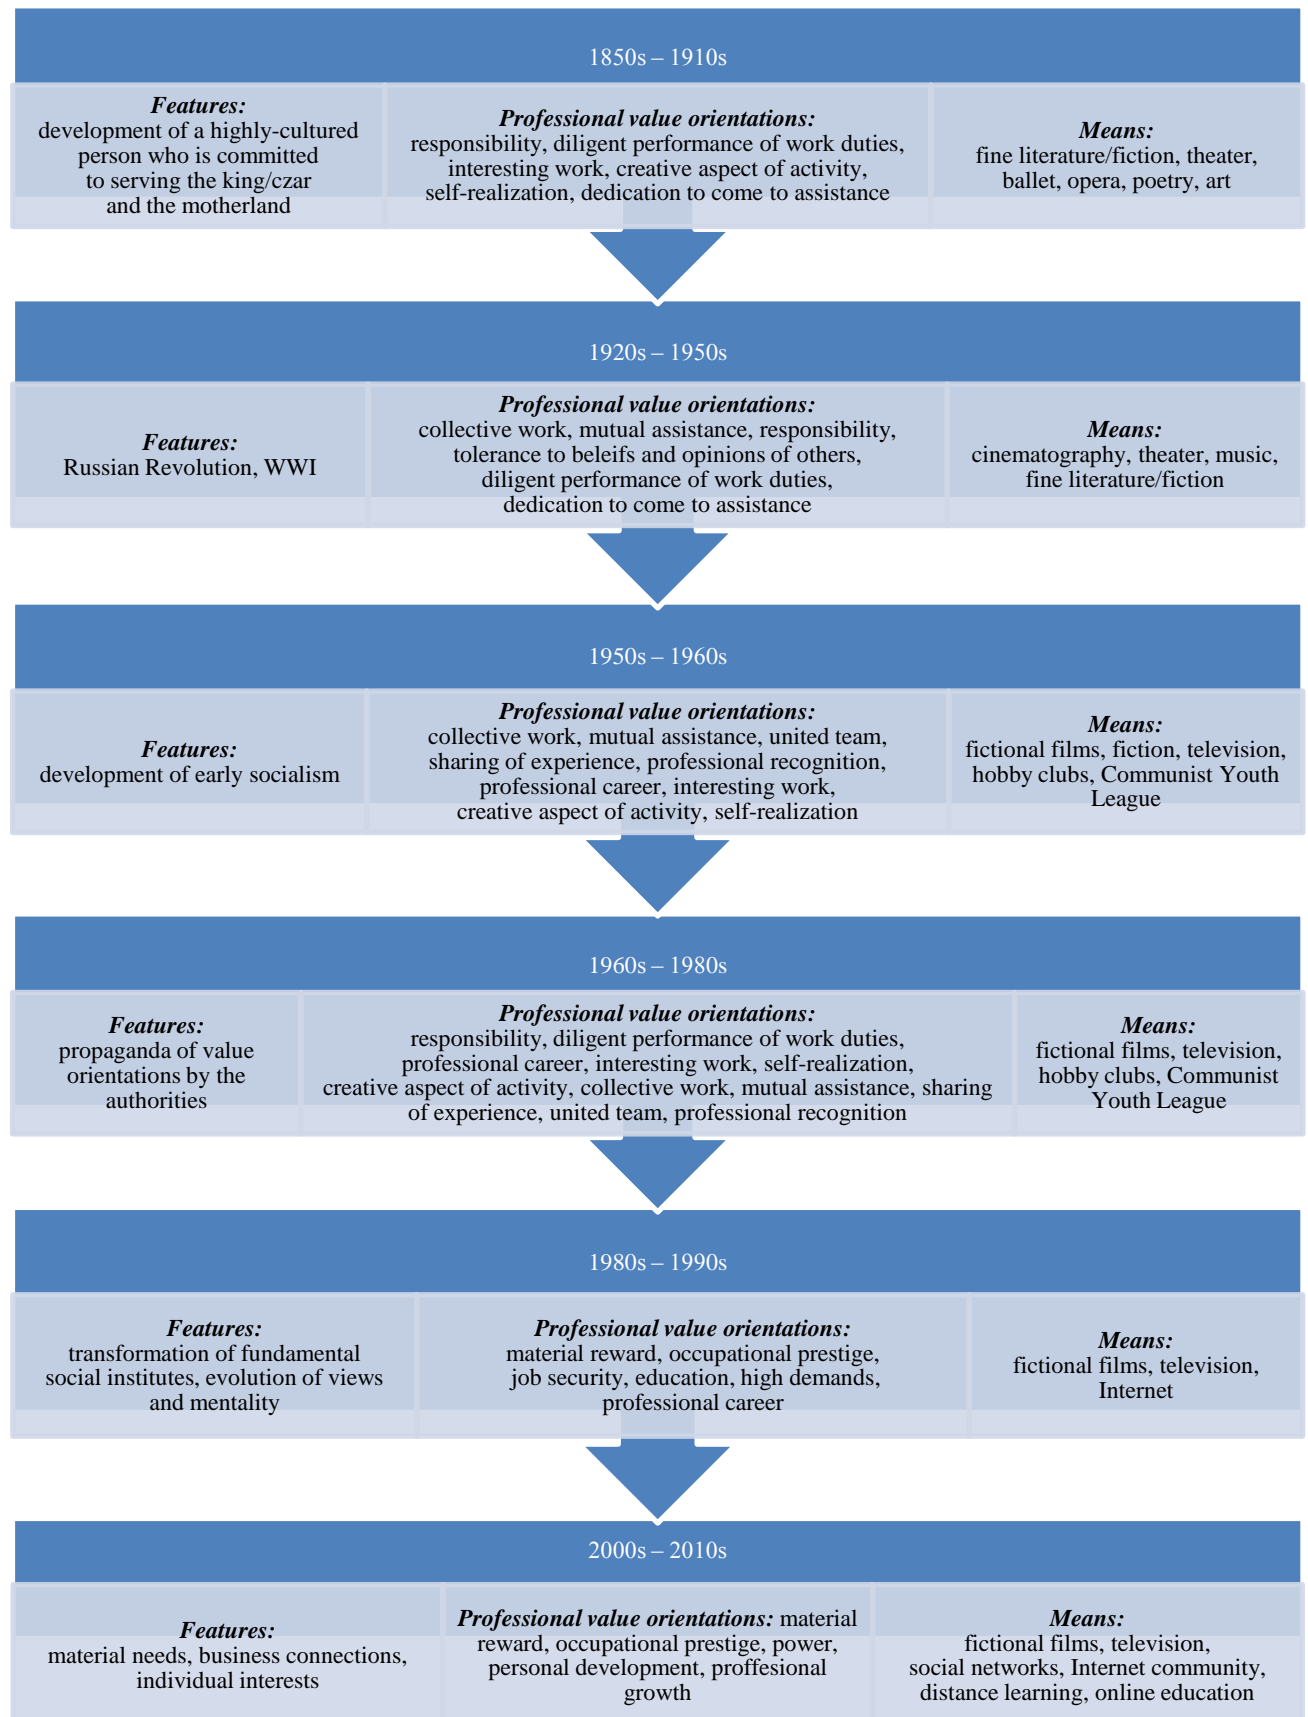 1850s – 1910s
Features:
development of a highly-cultured
person who is committed
to serving the king/czar
and the motherland
Professional value orientations:
responsibility, diligent performance of work duties,
interesting work, creative aspect of activity,
self-realization, dedication to come to assistance
Means:
fine literature/fiction, theater,
ballet, opera, poetry, art
1920s – 1950s
Features:
Russian Revolution, WWI
Professional value orientations:
collective work, mutual assistance, responsibility,
tolerance to beleifs and opinions of others,
diligent performance of work duties,
dedication to come to assistance
Means:
cinematography, theater, music,
fine literature/fiction
1950s – 1960s
Features:
development of early socialism
Professional value orientations:
collective work, mutual assistance, united team,
sharing of experience, professional recognition,
professional career, interesting work,
creative aspect of activity, self-realization
Means:
fictional films, fiction, television,
hobby clubs, Communist Youth
League
1960s – 1980s
Features:
propaganda of value
orientations by the
authorities
Professional value orientations:
responsibility, diligent performance of work duties,
professional career, interesting work, self-realization,
creative aspect of activity, collective work, mutual assistance, sharing
of experience, united team, professional recognition
Means:
fictional films, television,
hobby clubs, Communist
Youth League
1980s – 1990s
Features:
transformation of fundamental
social institutes, evolution of views
and mentality
Professional value orientations:
material reward, occupational prestige,
job security, education, high demands,
professional career
Means:
fictional films, television,
Internet
2000s – 2010s
Features:
material needs, business connections,
individual interests
Professional value orientations: material
reward, occupational prestige, power,
personal development, proffesional
growth
Means:
fictional films, television,
social networks, Internet community,
distance learning, online education